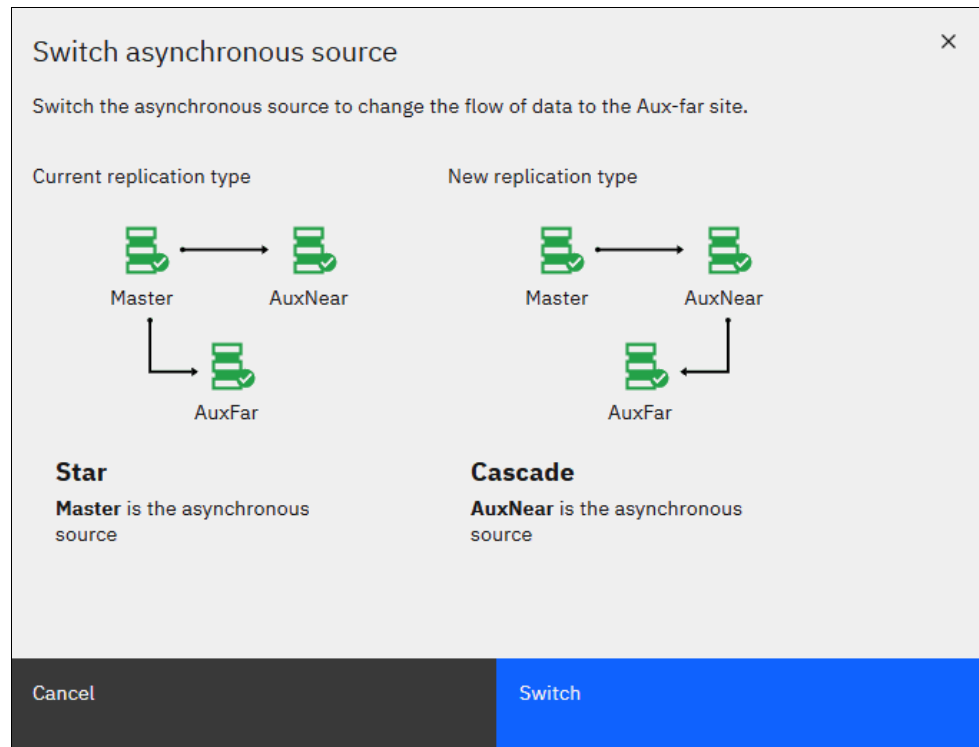 Switch asynchronous source
Switch the asynchronous source to change the flow of data to the Aux-far site.
Current replication type
New replication type
Master
AuxNear
AuxFar
Master
AuxNear
AuxFar
Star
Master is the asynchronous
source
Cascade
AuxNear is the asynchronous
source
Cancel
Switch